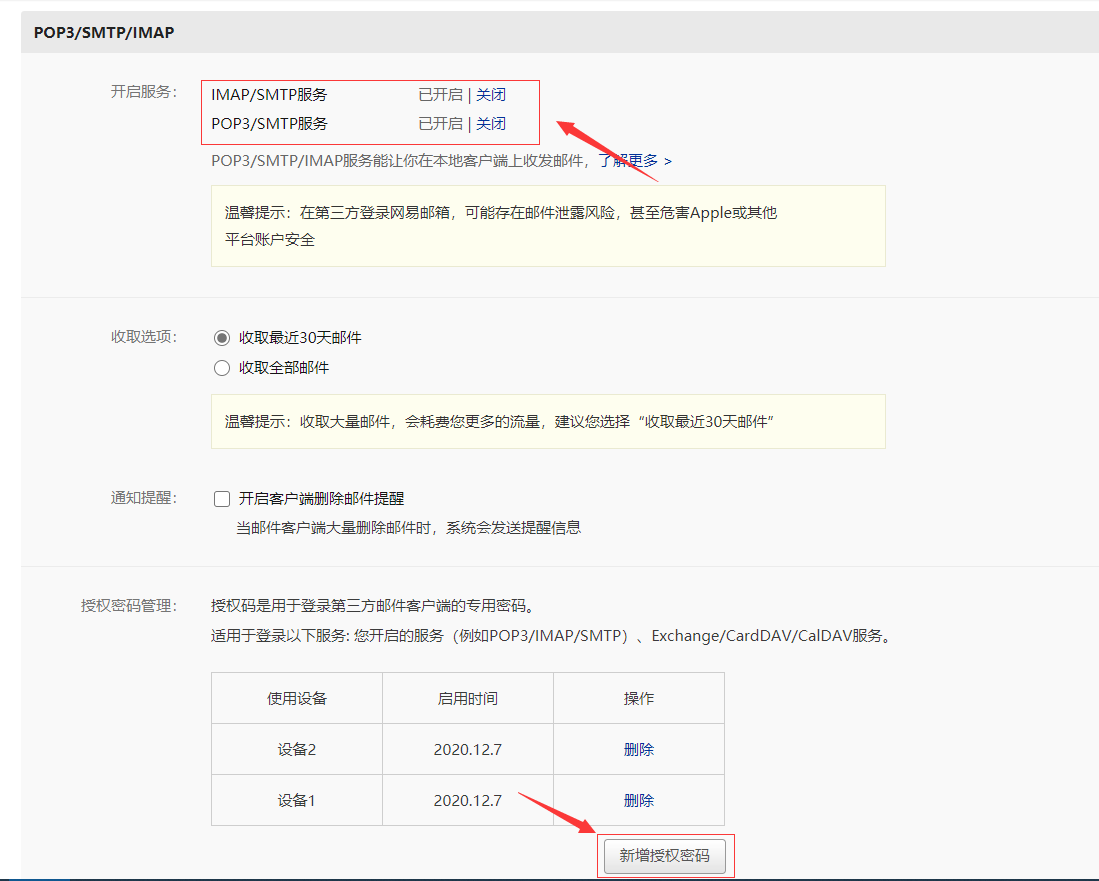 POP3/SMTP/IMAP
开启服务：
IMAP/SMTP服务 已开启 | 关闭
POP3/SMTP服务 已开启 | 关闭
POP3/SMTP/IMAP服务能让你在本地客户端上收发邮件，了解更多 >
温馨提示：在第三方登录网易邮箱，可能存在邮件泄露风险，甚至危害Apple或其他
平台账户安全
收取选项：
收取最近30天邮件
收取全部邮件
温馨提示：收取大量邮件，会耗费您更多的流量，建议您选择“收取最近30天邮件”
通知提醒：
开启客户端删除邮件提醒
当邮件客户端大量删除邮件时，系统会发送提醒信息
授权密码管理：
授权码是用于登录第三方邮件客户端的专用密码。
适用于登录以下服务: 您开启的服务（例如POP3/IMAP/SMTP）、Exchange/CardDAV/CalDAV服务。
使用设备 启用时间 操作
设备2 2020.12.7 删除
设备1 2020.12.7 删除
新增授权密码